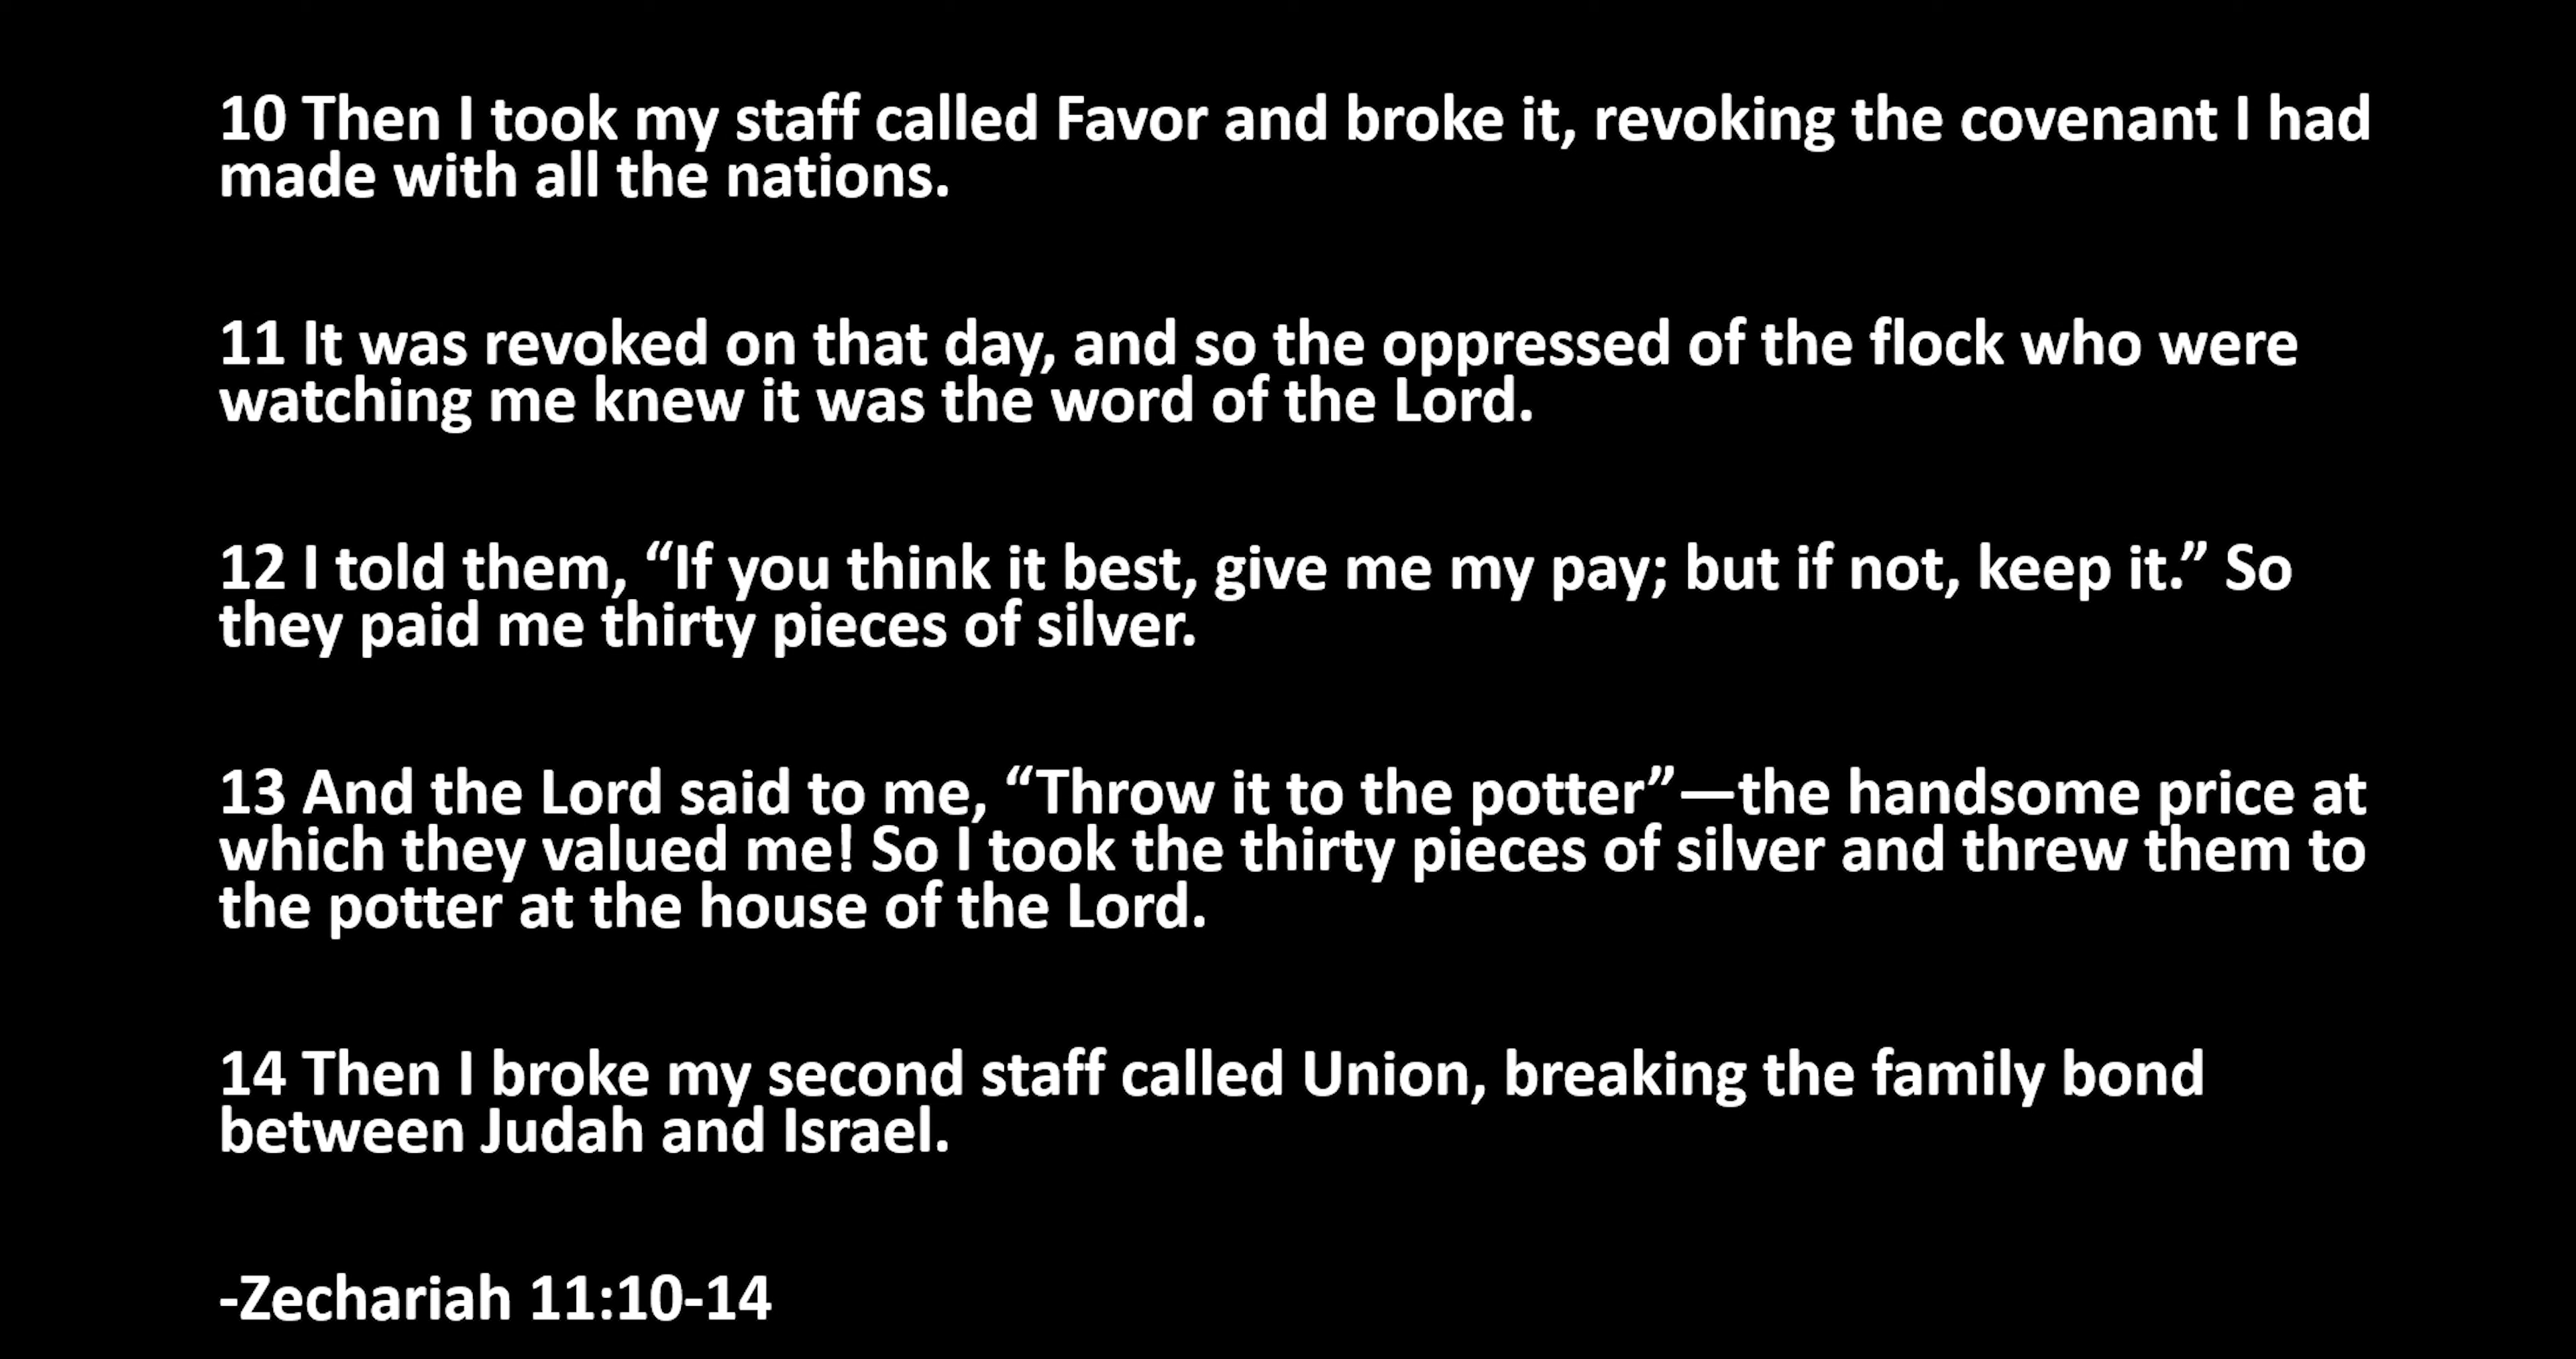 10 Then I took my staff called Favor and broke it, revoking the covenant I had
made with all the nations.
11 It was revoked on that day, and so the oppressed of the flock who were
watching me knew it was the word of the Lord.
12 I told them, “If you think it best, give me my pay; but if not, keep it.” So
they paid me thirty pieces of silver.
13 And the Lord said to me, “Throw it to the potter”—the handsome price at
which they valued me! So I took the thirty pieces of silver and threw them to
the potter at the house of the Lord.
14 Then I broke my second staff called Union, breaking the family bond
between Judah and Israel.
-Zechariah 11:10-14